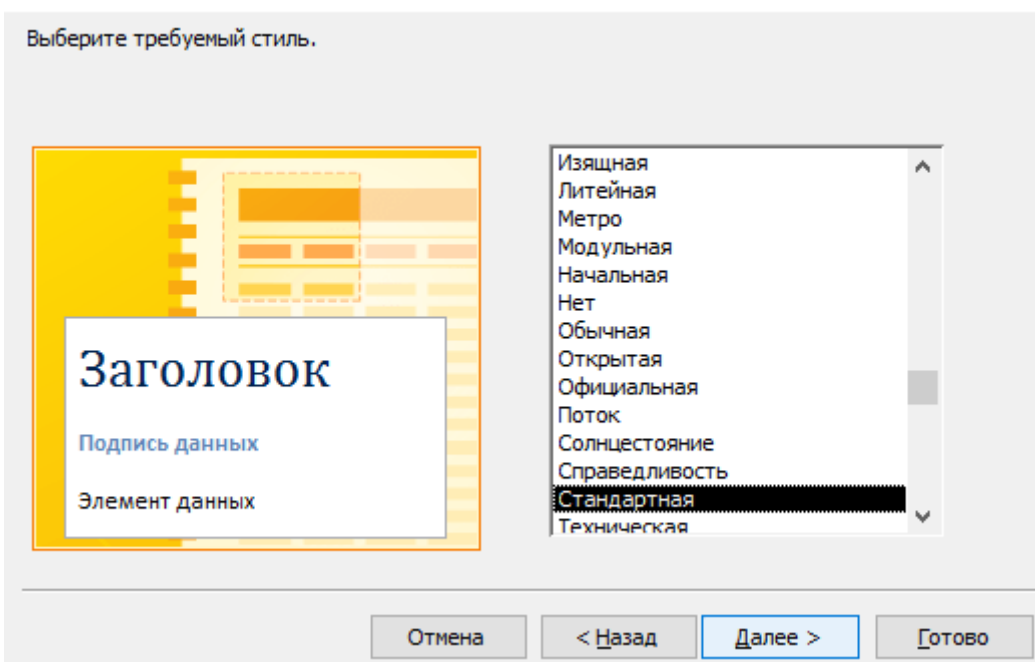 Выберите требуемый стиль.
Заголовок
Подпись данных
Элемент данных
Изящная
Литейная
Метро
Модульная
Начальная
Нет
Обычная
Открытая
Официальная
Поток
Солнцестояние
Справедливость
Стандартная
Техническая
Отмена
< Назад
Далее >
Готово